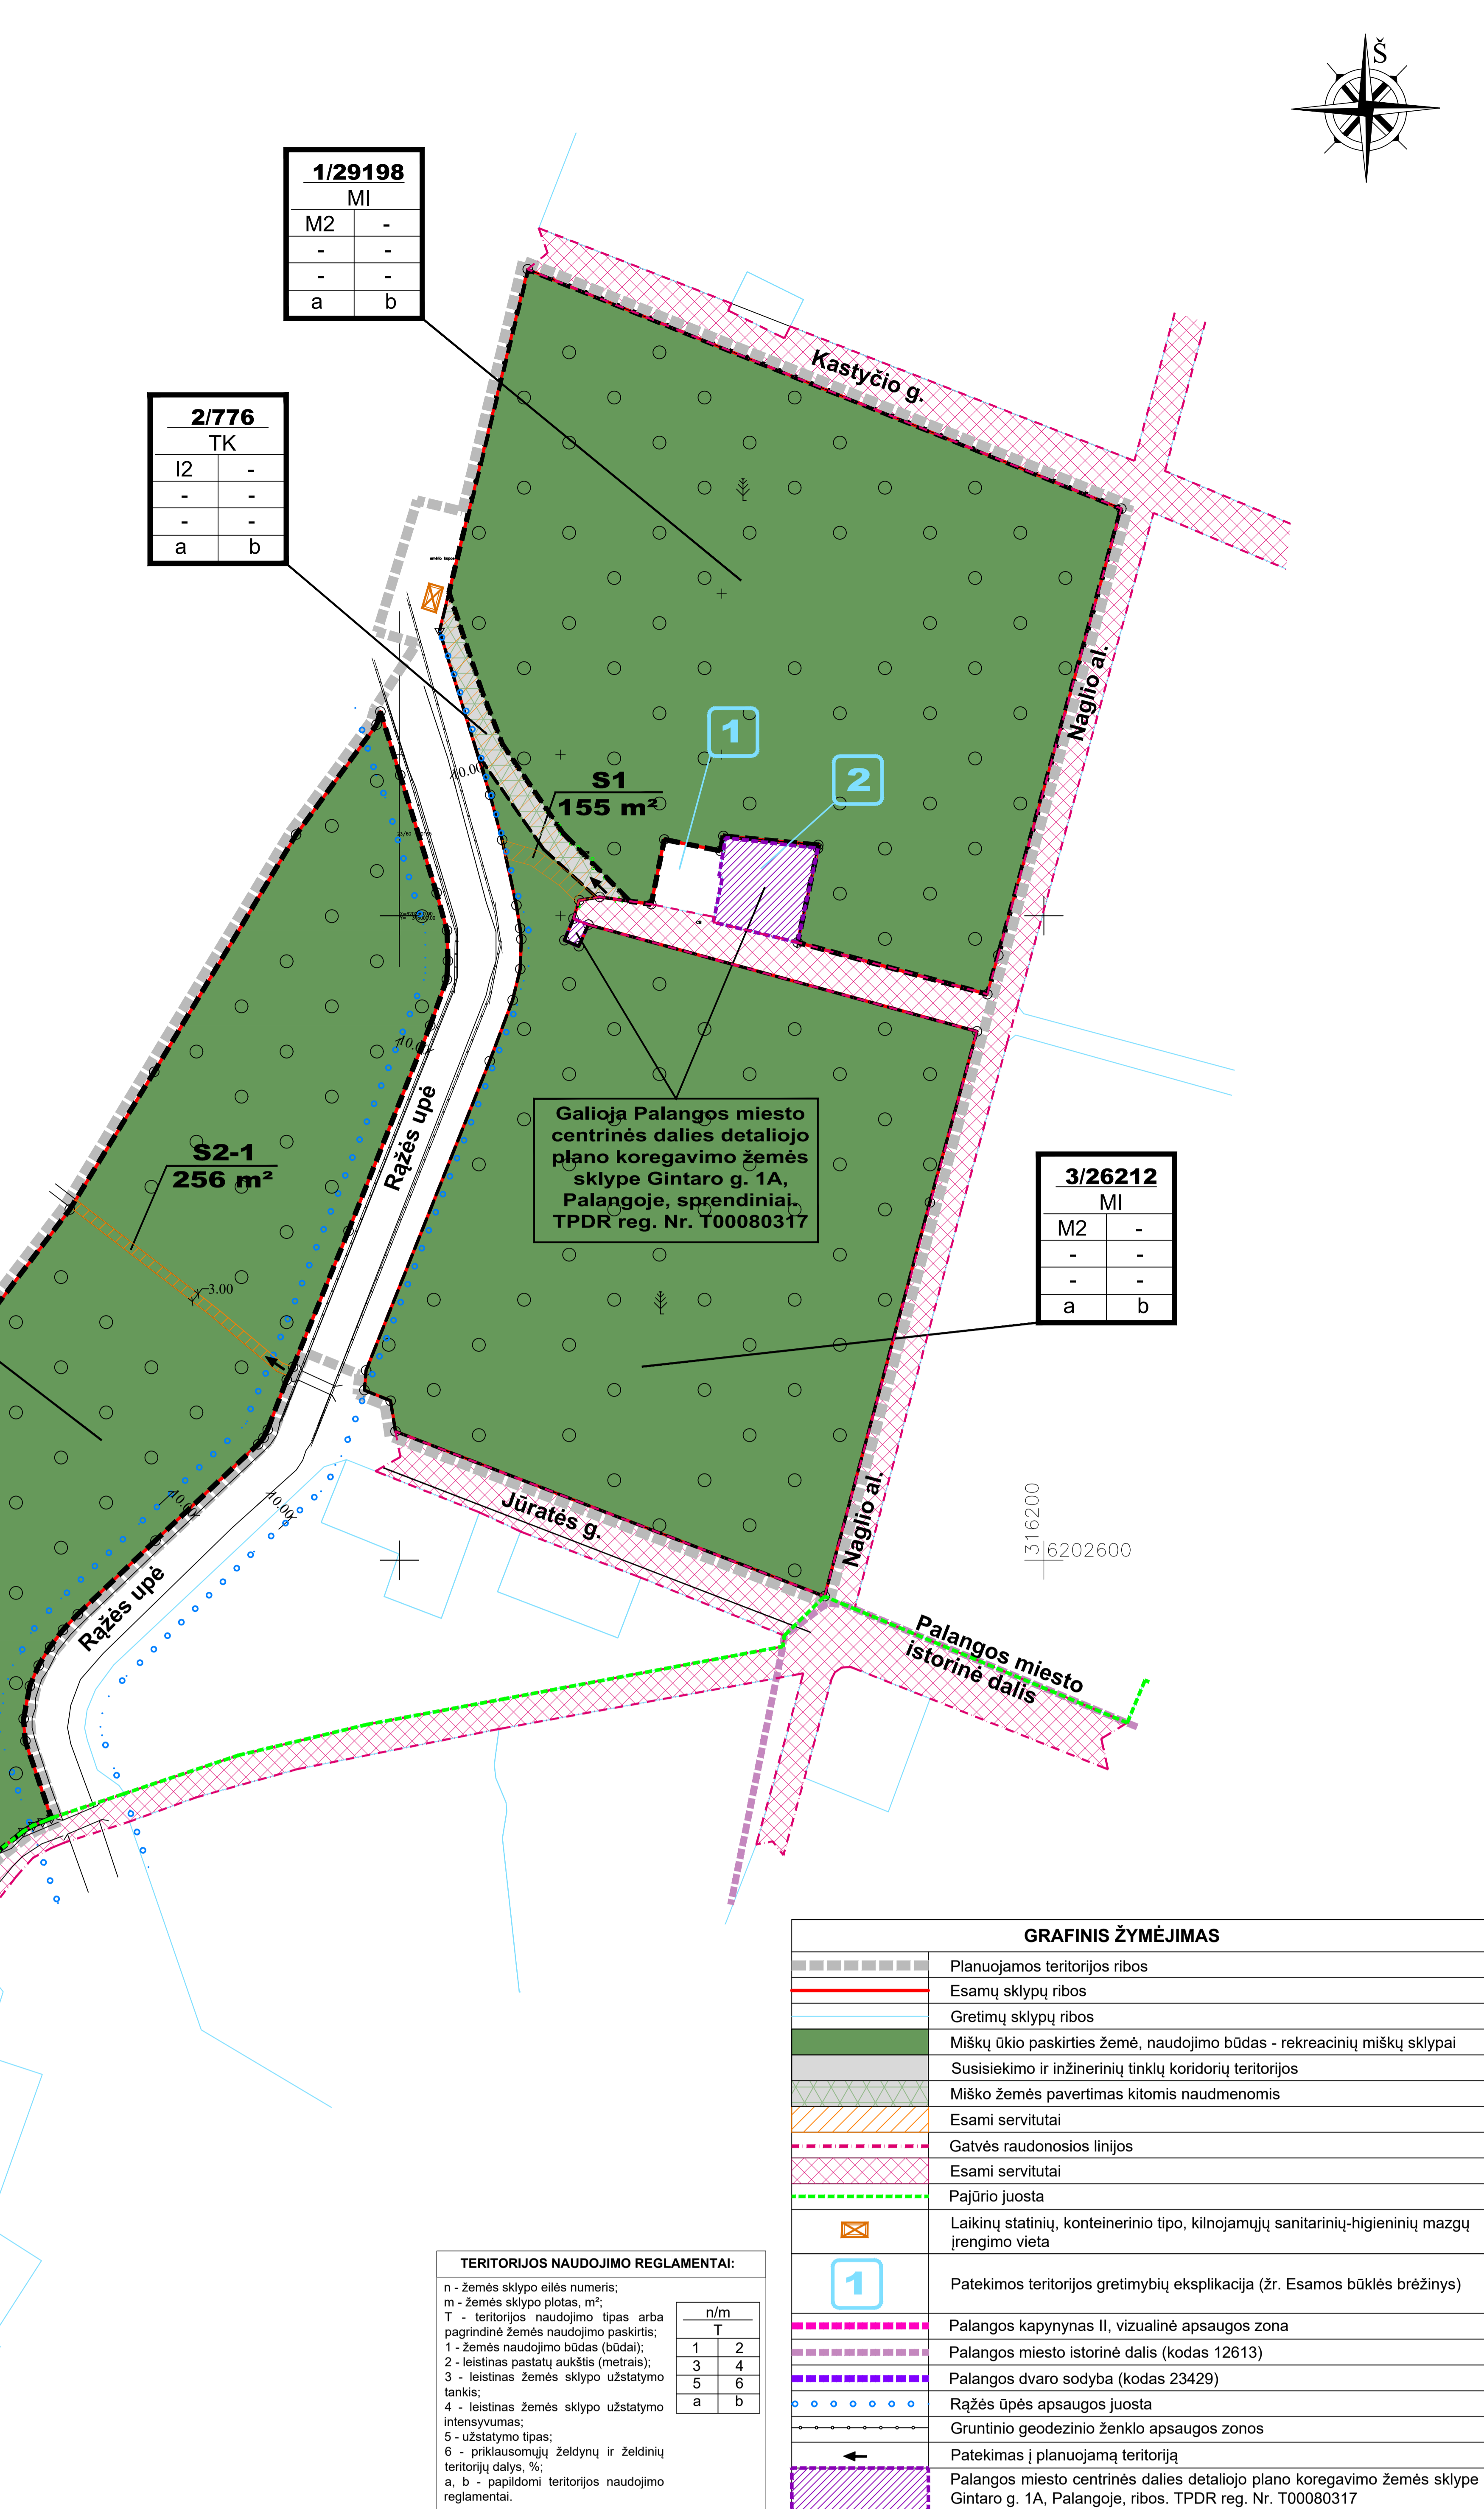 Š
1/29198
MI
M2 -
- -
- -
a b
2/776
TK
I2 -
- -
- -
a b
Kastyčio g.
Naglio al.
1
2
S1
155 m²
10.00
10.00
Rąžės upė
S2-1
256 m²
3.00
Galioja Palangos miesto
centrinės dalies detaliojo
plano koregavimo žemės
sklype Gintaro g. 1A,
Palangoje, sprendiniai.
TPDR reg. Nr. T00080317
3/26212
MI
M2 -
- -
- -
a b
10.00
10.00
Jūratės g.
Naglio al.
316200
6202600
Rąžės upė
Palangos miesto
istorinė dalis
GRAFINIS ŽYMĖJIMAS
Planuojamos teritorijos ribos
Esamų sklypų ribos
Gretimų sklypų ribos
Miškų ūkio paskirties žemė, naudojimo būdas - rekreacinių miškų sklypai
Susisiekimo ir inžinerinių tinklų koridorių teritorijos
Miško žemės pavertimas kitomis naudmenomis
Esami servitutai
Gatvės raudonosios linijos
Esami servitutai
Pajūrio juosta
Laikinų statinių, konteinerinio tipo, kilnojamųjų sanitarinių-higieninių mazgų
įrengimo vieta
1
Patekimos teritorijos gretimybių eksplikacija (žr. Esamos būklės brėžinys)
Palangos kapynynas II, vizualinė apsaugos zona
Palangos miesto istorinė dalis (kodas 12613)
Palangos dvaro sodyba (kodas 23429)
Rąžės ūpės apsaugos juosta
Gruntinio geodezinio ženklo apsaugos zonos
Patekimas į planuojamą teritoriją
Palangos miesto centrinės dalies detaliojo plano koregavimo žemės sklype
Gintaro g. 1A, Palangoje, ribos. TPDR reg. Nr. T00080317
TERITORIJOS NAUDOJIMO REGLAMENTAI:
n - žemės sklypo eilės numeris;
m - žemės sklypo plotas, m²;
T - teritorijos naudojimo tipas arba
pagrindinė žemės naudojimo paskirtis;
1 - žemės naudojimo būdas (būdai);
2 - leistinas pastatų aukštis (metrais);
3 - leistinas žemės sklypo užstatymo
tankis;
4 - leistinas žemės sklypo užstatymo
intensyvumas;
5 - užstatymo tipas;
6 - priklausomųjų želdynų ir želdinių
teritorijų dalys, %;
a, b - papildomi teritorijos naudojimo
reglamentai.
n/m
T
1 2
3 4
5 6
a b